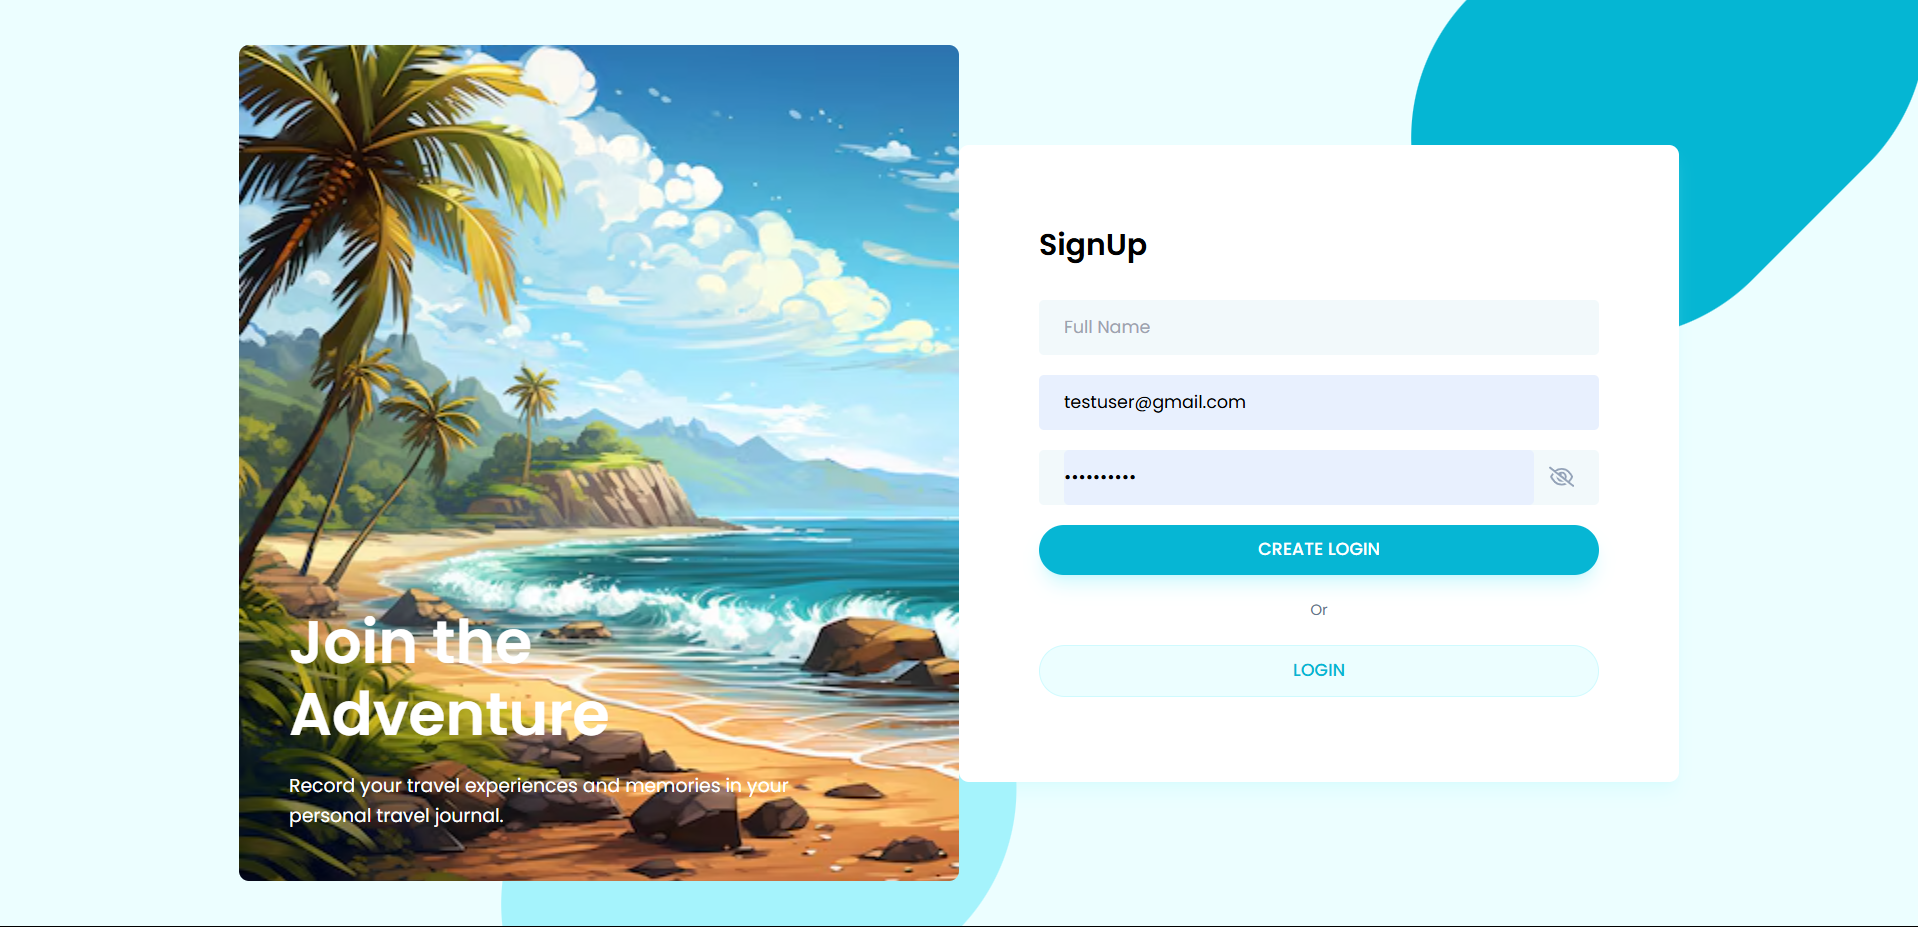 Join the
Adventure
Record your travel experiences and memories in your
personal travel journal.
SignUp
Full Name
testuser@gmail.com
••••••••••
CREATE LOGIN
Or
LOGIN